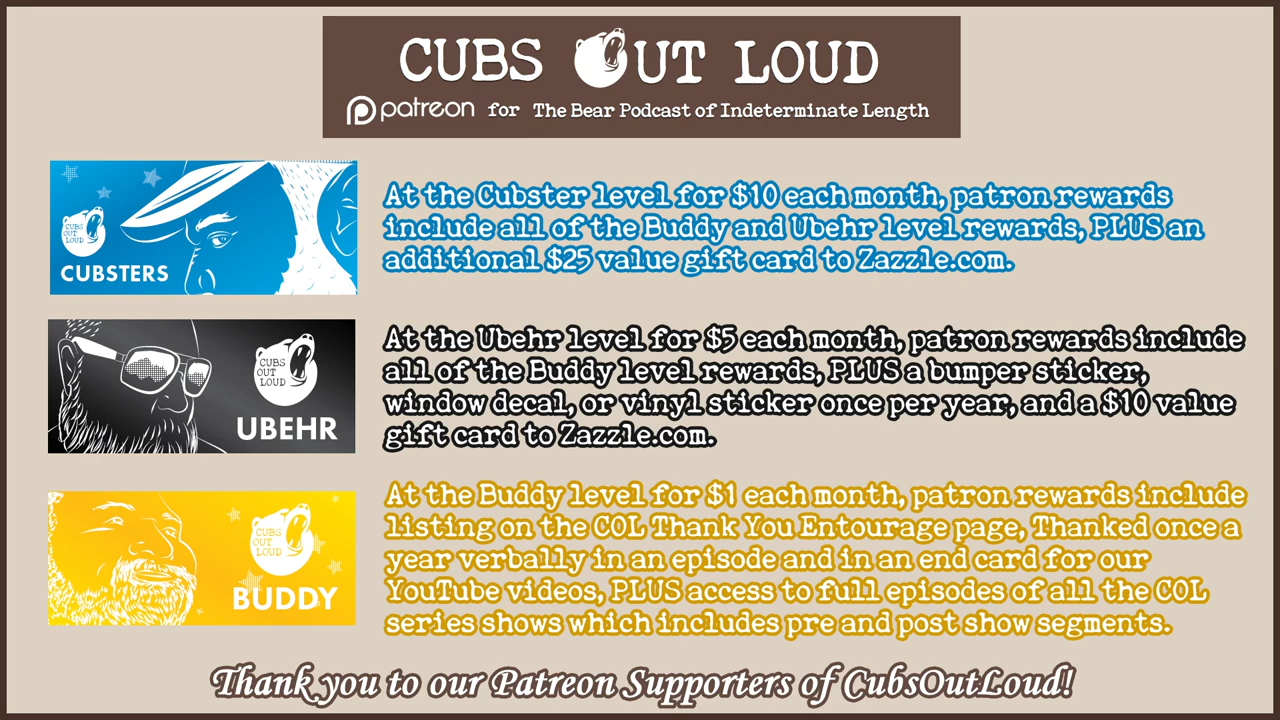 CUBS OUT LOUD
patreon for The Bear Podcast of Indeterminate Length
CUBS
OUT
LOUD
CUBSTERS
At the Cubster level for $10 each month, patron rewards
include all of the Buddy and Ubehr level rewards, PLUS an
additional $25 value gift card to Zazzle.com.
CUBS
OUT
LOUD
UBEHR
At the Ubehr level for $5 each month, patron rewards include
all of the Buddy level rewards, PLUS a bumper sticker,
window decal, or vinyl sticker once per year, and a $10 value
gift card to Zazzle.com.
CUBS
OUT
LOUD
BUDDY
At the Buddy level for $1 each month, patron rewards include
listing on the COL Thank You Entourage page, Thanked once a
year verbally in an episode and in an end card for our
YouTube videos, PLUS access to full episodes of all the COL
series shows which includes pre and post show segments.
Thank you to our Patreon Supporters of CubsOutLoud!